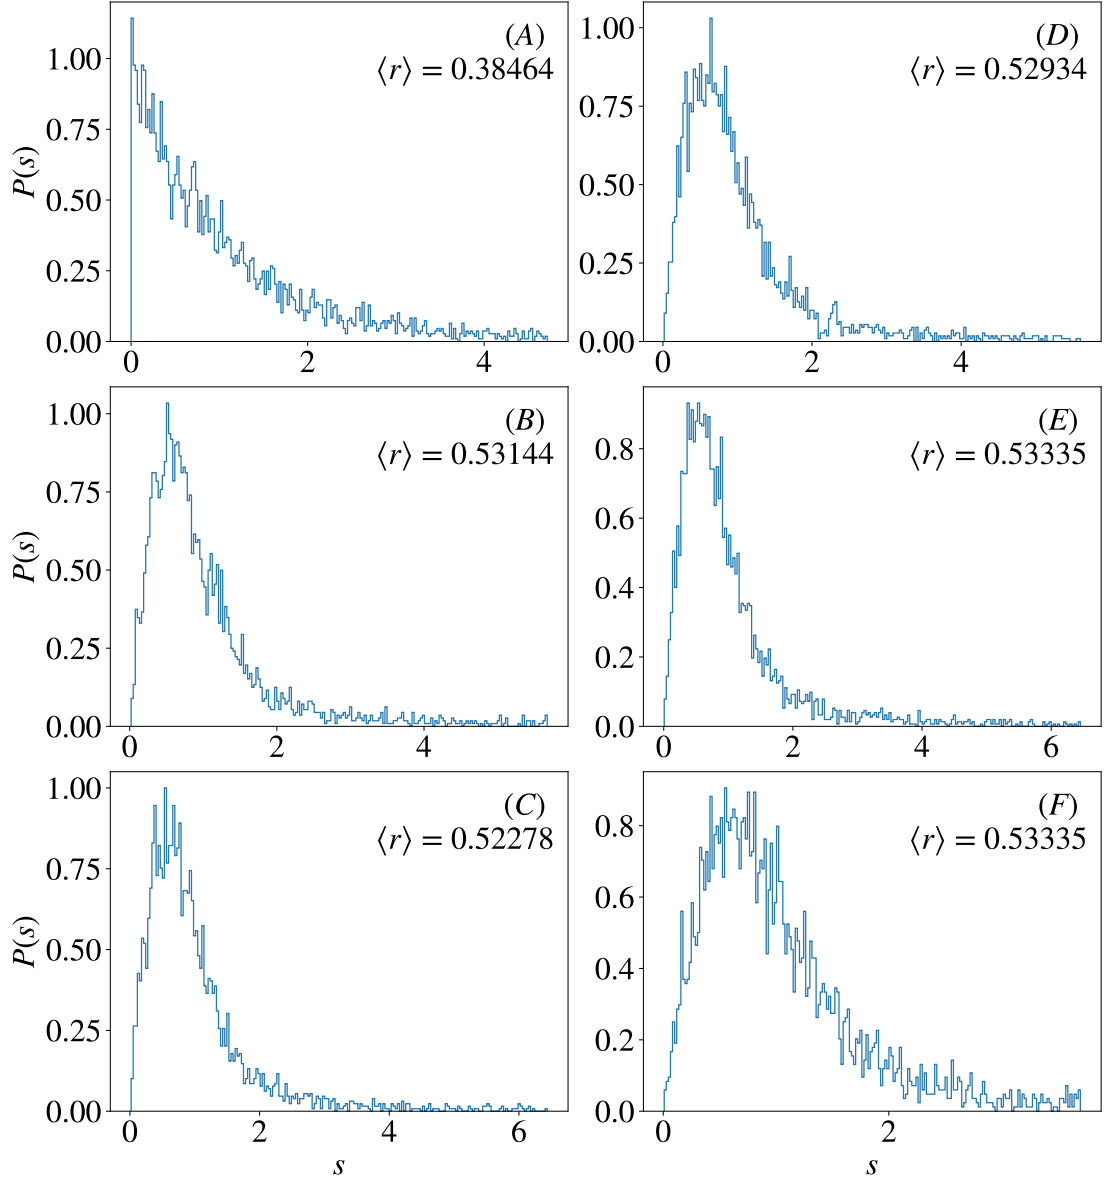 (A)
⟨r⟩ = 0.38464
P(s)
1.00
0.75
0.50
0.25
0.00
0 2 4
(D)
⟨r⟩ = 0.52934
1.00
0.75
0.50
0.25
0.00
0 2 4
(B)
⟨r⟩ = 0.53144
P(s)
1.00
0.75
0.50
0.25
0.00
0 2 4
(E)
⟨r⟩ = 0.53335
0.8
0.6
0.4
0.2
0.0
0 2 4 6
(C)
⟨r⟩ = 0.52278
P(s)
1.00
0.75
0.50
0.25
0.00
0 2 4 6
s
(F)
⟨r⟩ = 0.53335
0.8
0.6
0.4
0.2
0.0
0 2
s